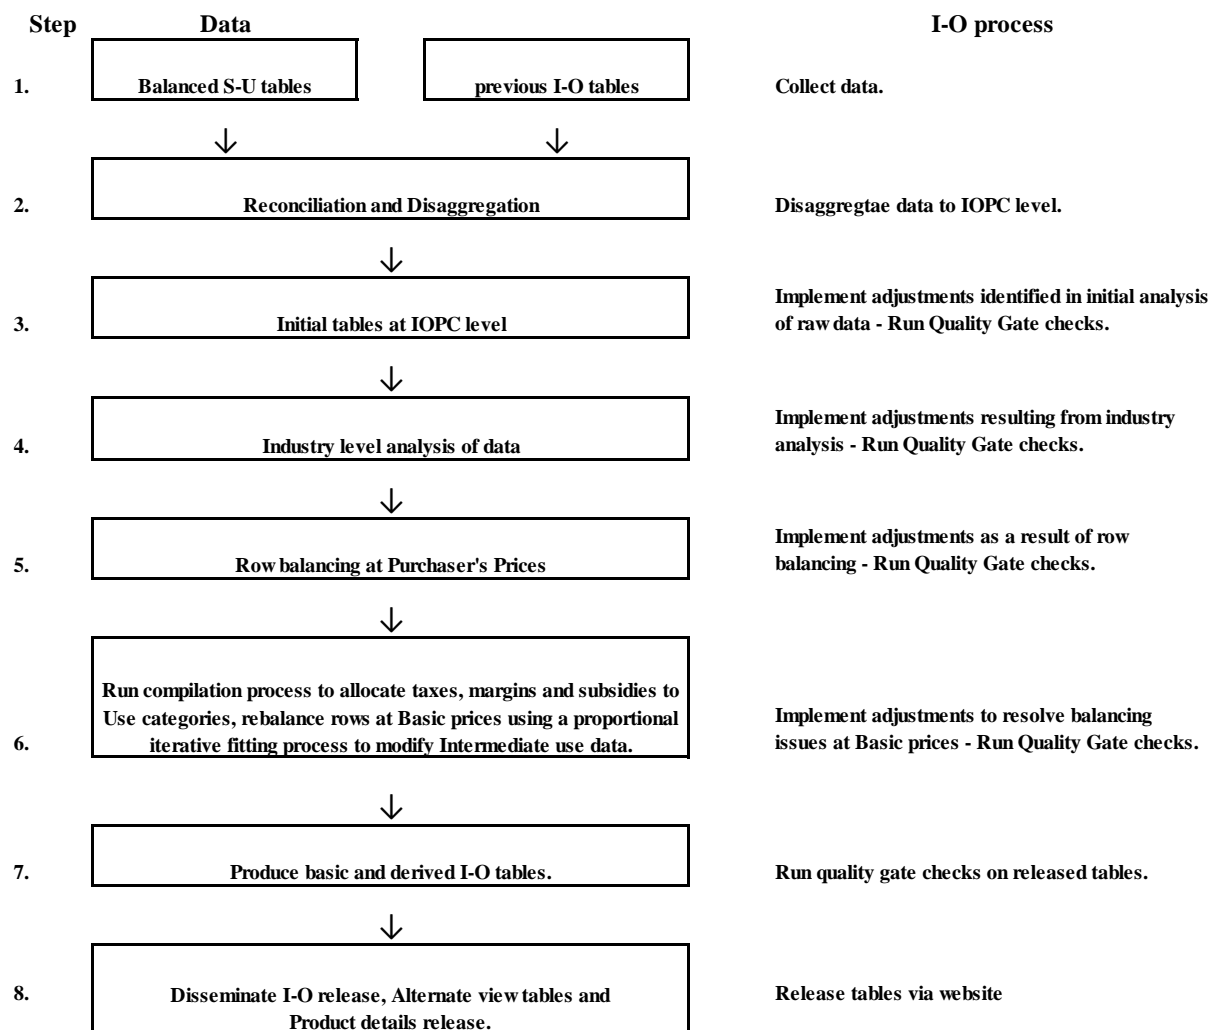 Step Data I-O process
1. Balanced S-U tables previous I-O tables Collect data.
2. Reconciliation and Disaggregation Disaggregtae data to IOPC level.
Implement adjustments identified in initial analysis
3. Initial tables at IOPC level of raw data - Run Quality Gate checks.
Implement adjustments resulting from industry
4. Industry level analysis of data analysis - Run Quality Gate checks.
Implement adjustments as a result of row
5. Row balancing at Purchaser's Prices balancing - Run Quality Gate checks.
Run compilation process to allocate taxes, margins and subsidies to
Use categories, rebalance rows at Basic prices using a proportional Implement adjustments to resolve balancing
6. iterative fitting process to modify Intermediate use data. issues at Basic prices - Run Quality Gate checks.
7. Produce basic and derived I-O tables. Run quality gate checks on released tables.
8. Disseminate I-O release, Alternate view tables and Release tables via website
Product details release.